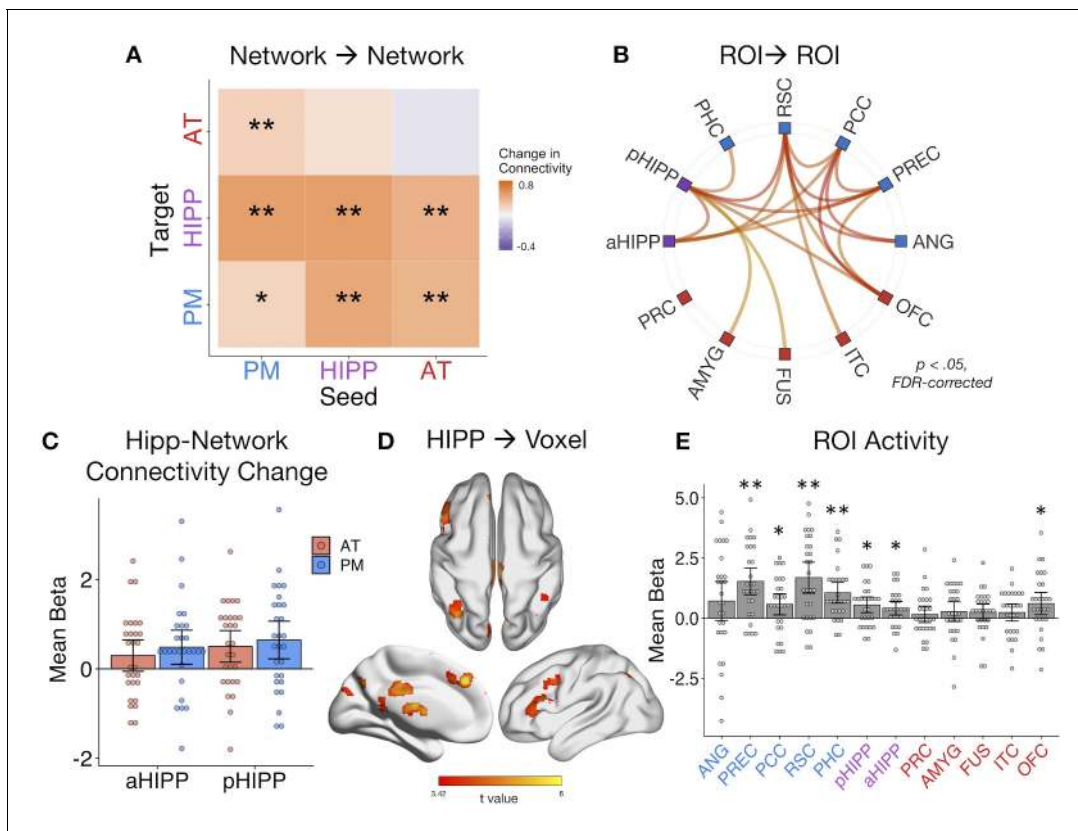 A Network → Network
AT
HIPP
PM
Target
**
** ** **
* ** **
PM HIPP AT
Seed
Change in
Connectivity
0.8
-0.4
B ROI→ ROI
RSC
PCC
PREC
ANG
OFC
ITC
FUS
AMYG
PRC
aHIPP
pHIPP
PHC
p < .05,
FDR-corrected
C Hipp-Network
Connectivity Change
AT
PM
Mean Beta
2
0
-2
aHIPP pHIPP
D HIPP → Voxel
3.42 6
t value
E ROI Activity
Mean Beta
5.0
2.5
0.0
-2.5
** * ** ** * * *
ANG PREC PCC RSC PHC pHIPP aHIPP PRC AMYG FUS ITC OFC